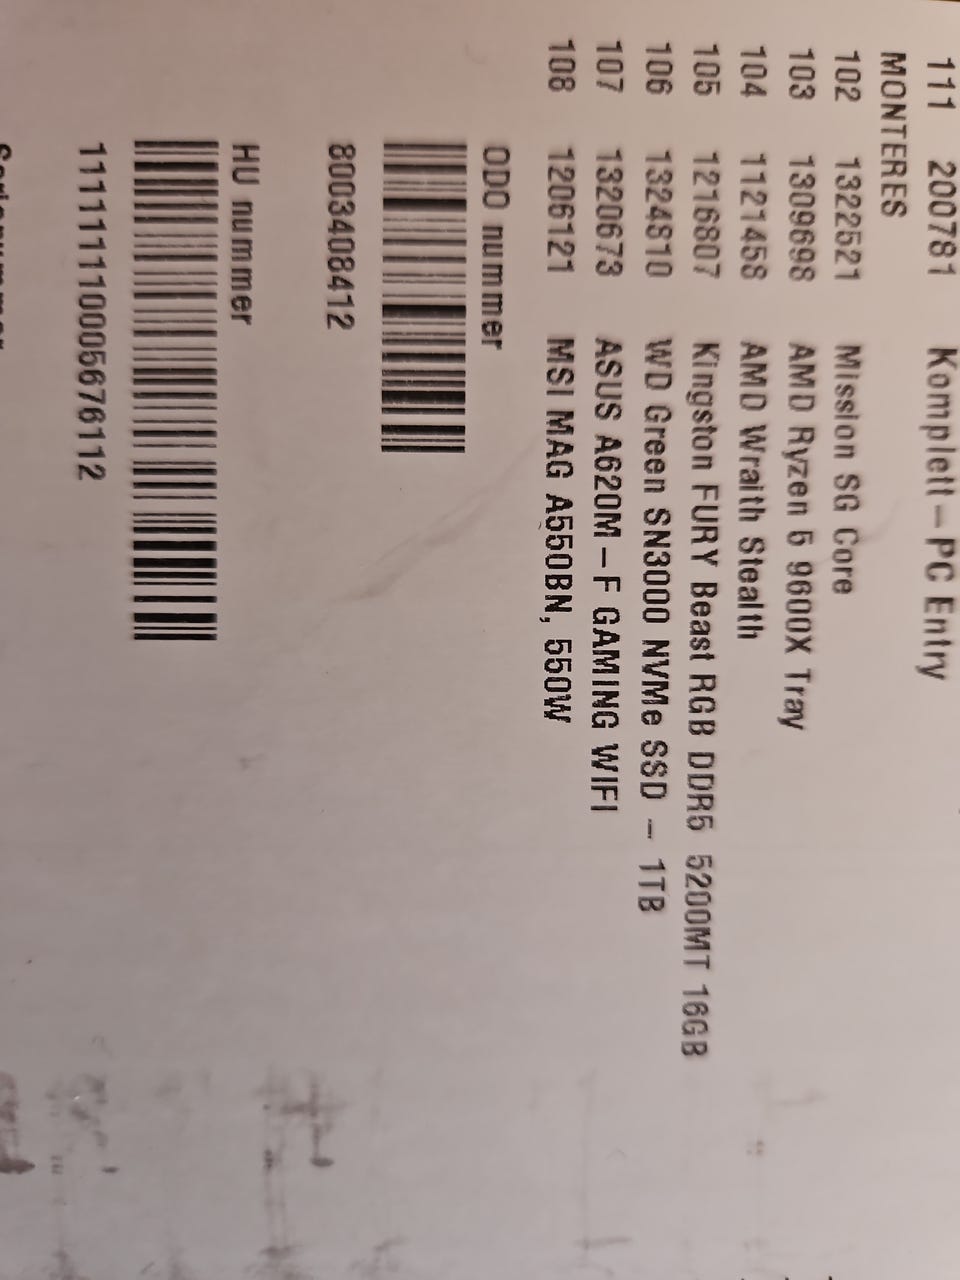 111 200781 Komplett-PC Entry
MONTERES
102 1322521 Mission SG Core
103 1309698 AMD Ryzen 5 9600X Tray
104 1121458 AMD Wraith Stealth
105 1216807 Kingston FURY Beast RGB DDR5 5200MT 16GB
106 1324810 WD Green SN3000 NVMe SSD - 1TB
107 1320673 ASUS A620M-F GAMING WIFI
108 1206121 MSI MAG A550BN, 550W
ODO nummer
8003408412
HU nummer